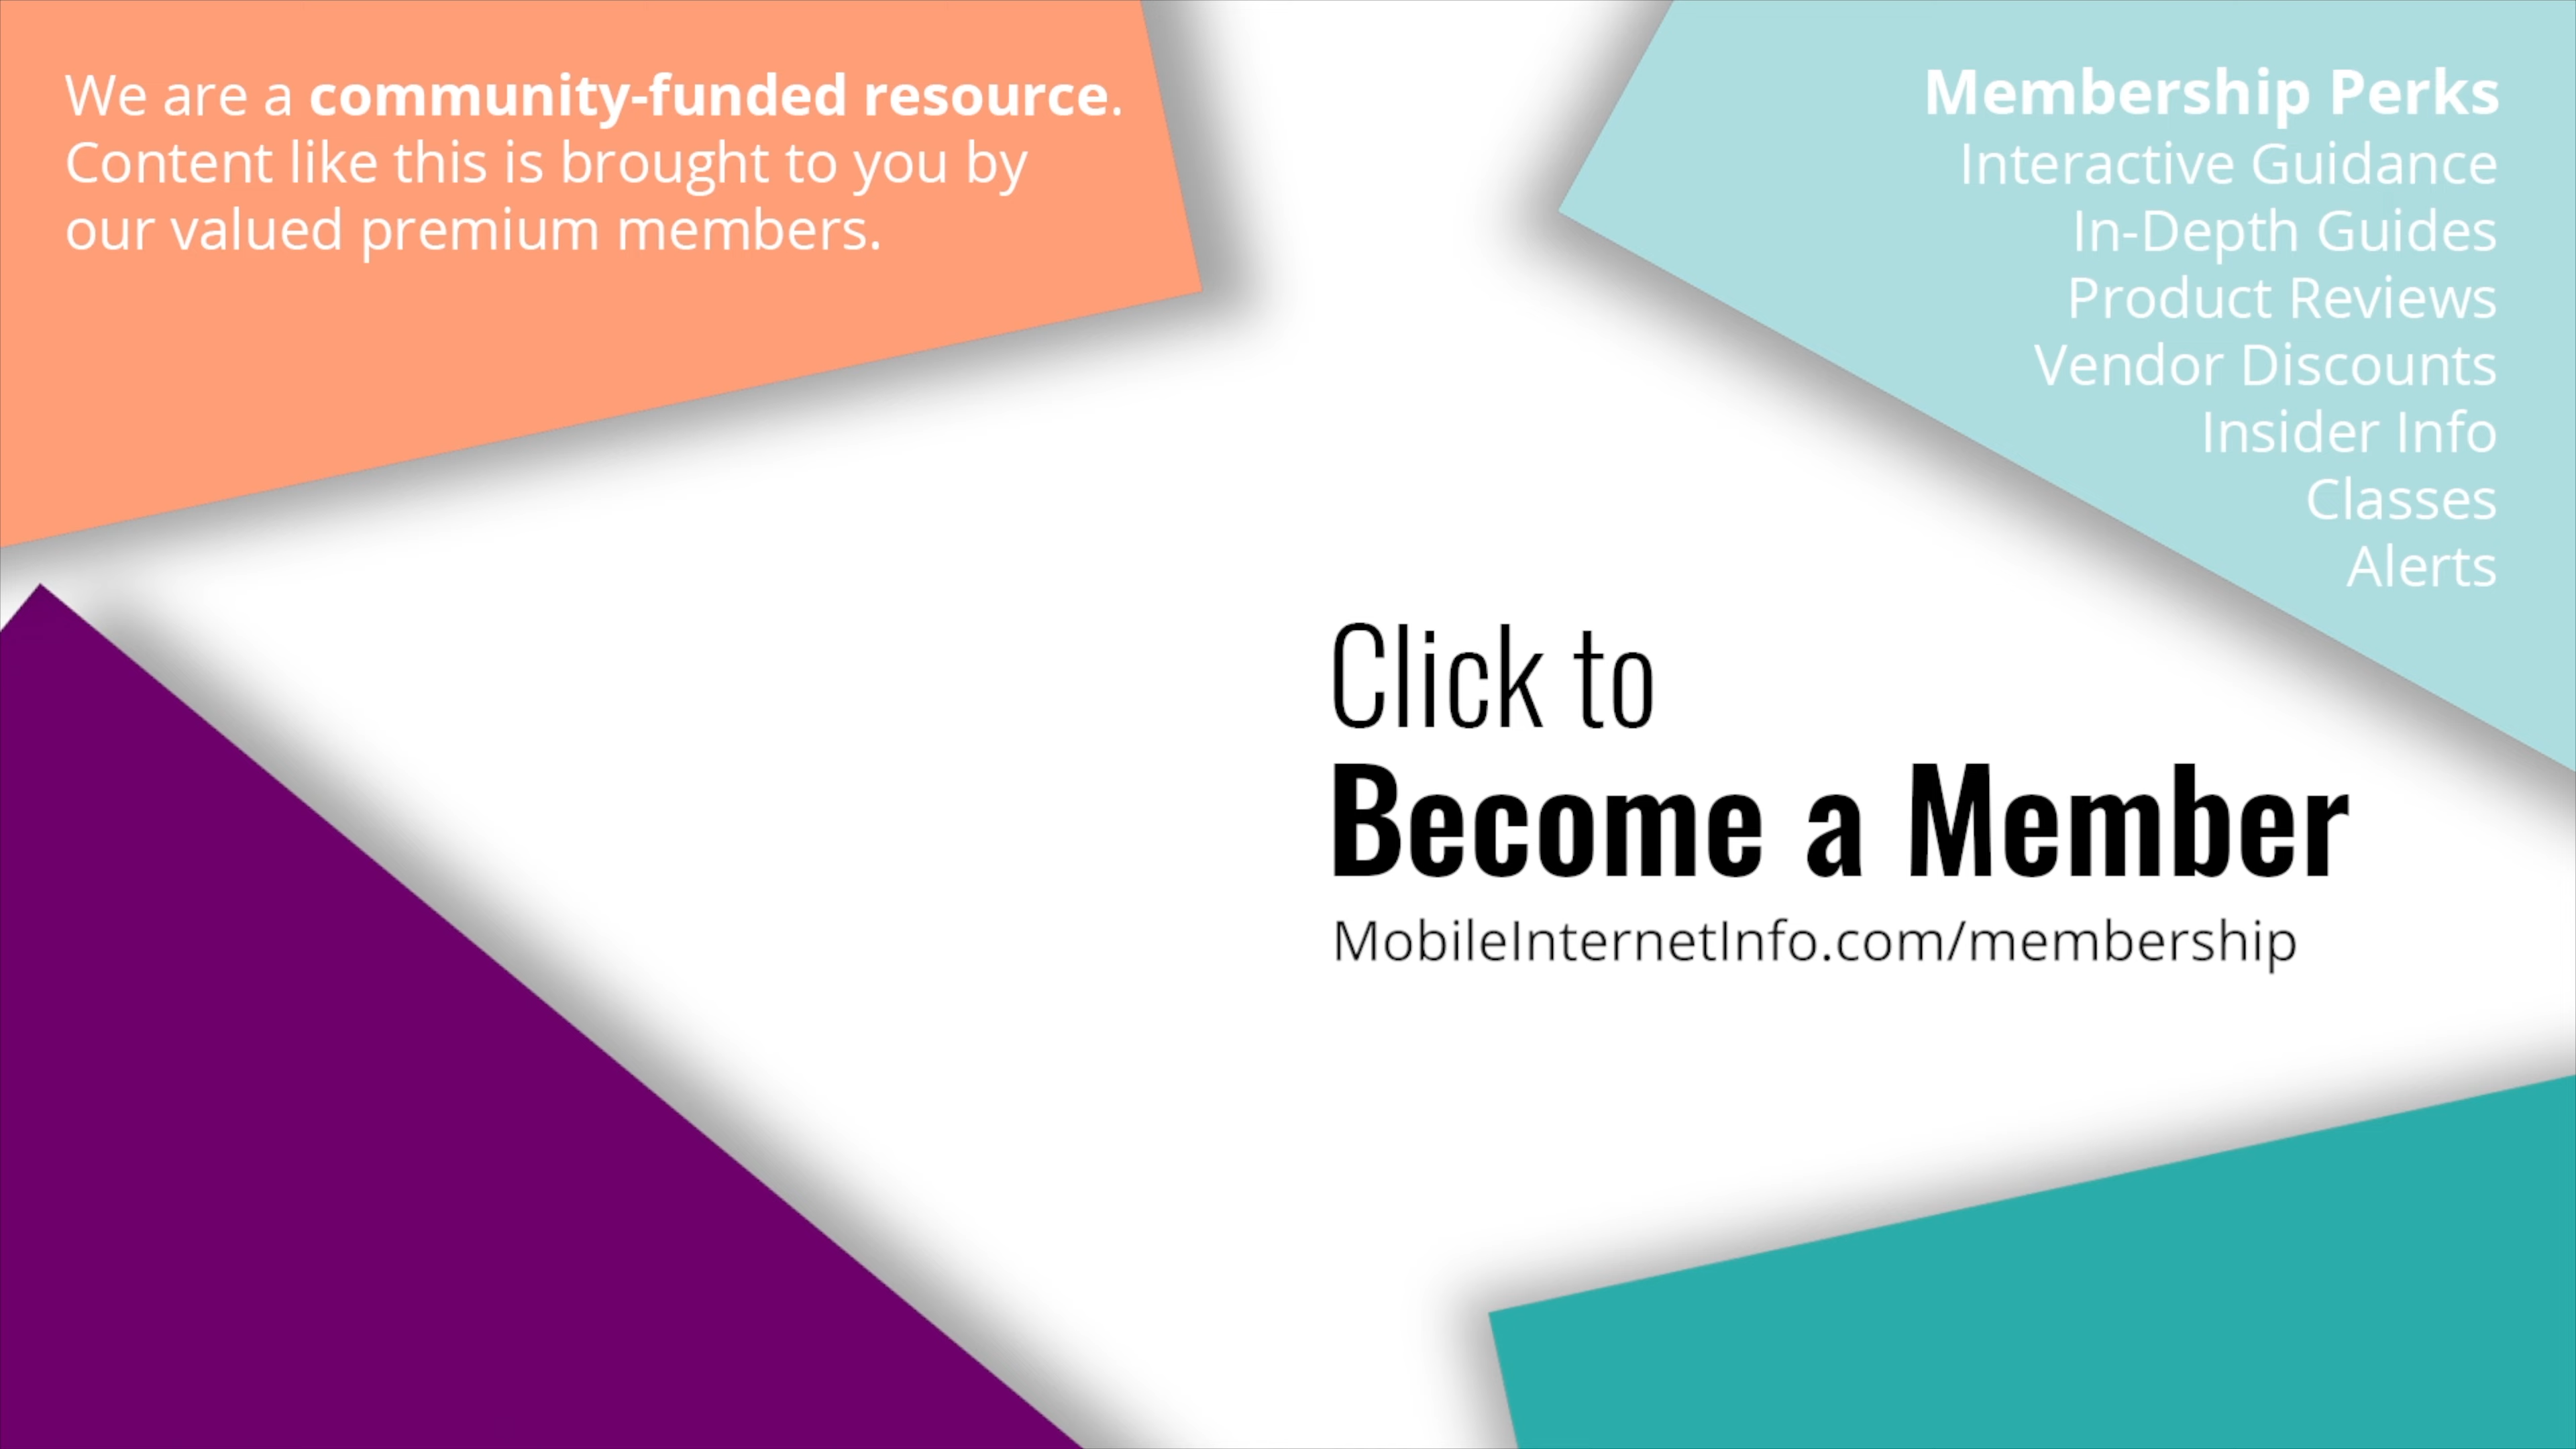 We are a community-funded resource.
Content like this is brought to you by
our valued premium members.
Membership Perks
Interactive Guidance
In-Depth Guides
Product Reviews
Vendor Discounts
Insider Info
Classes
Alerts
Click to
Become a Member
MobileInternetInfo.com/membership